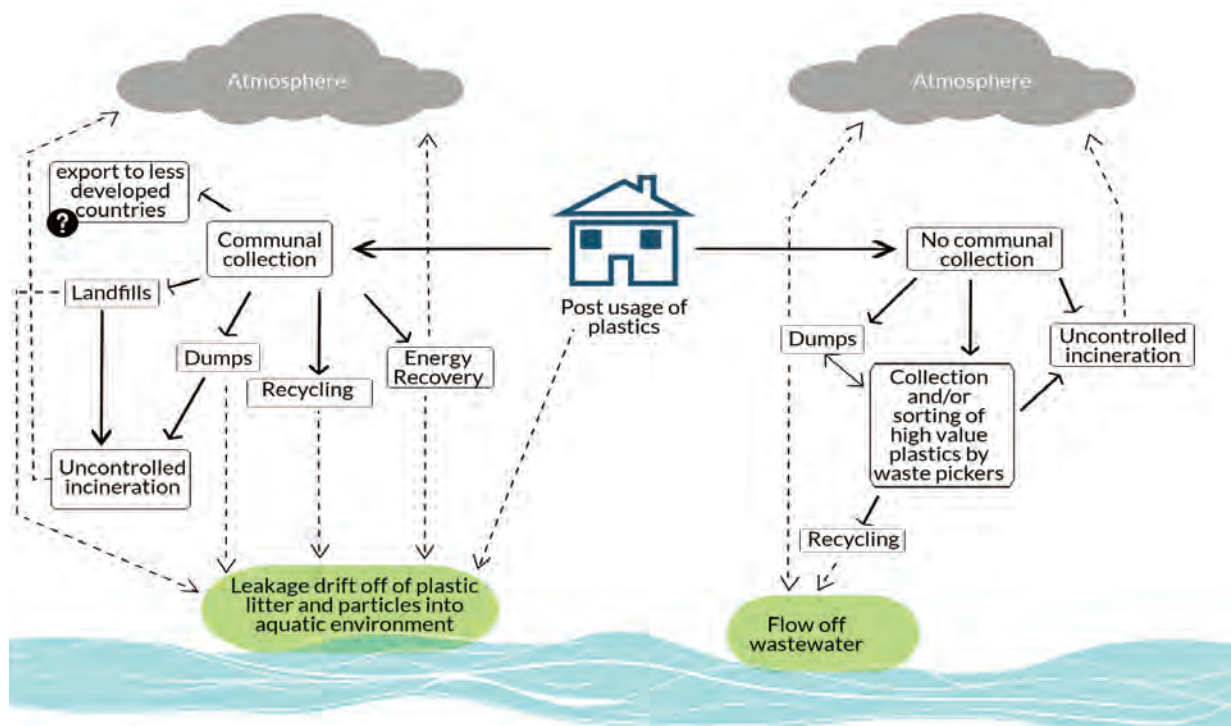 Atmosphere
Atmosphere
export to less
developed
countries
?
Communal
collection
No communal
collection
Landfills
Post usage of
plastics
Dumps
Energy
Recovery
Recycling
Dumps
Uncontrolled
incineration
Collection
and/or
sorting of
high value
plastics by
waste pickers
Uncontrolled
incineration
Recycling
Leakage drift off of plastic
litter and particles into
aquatic environment
Flow off
wastewater